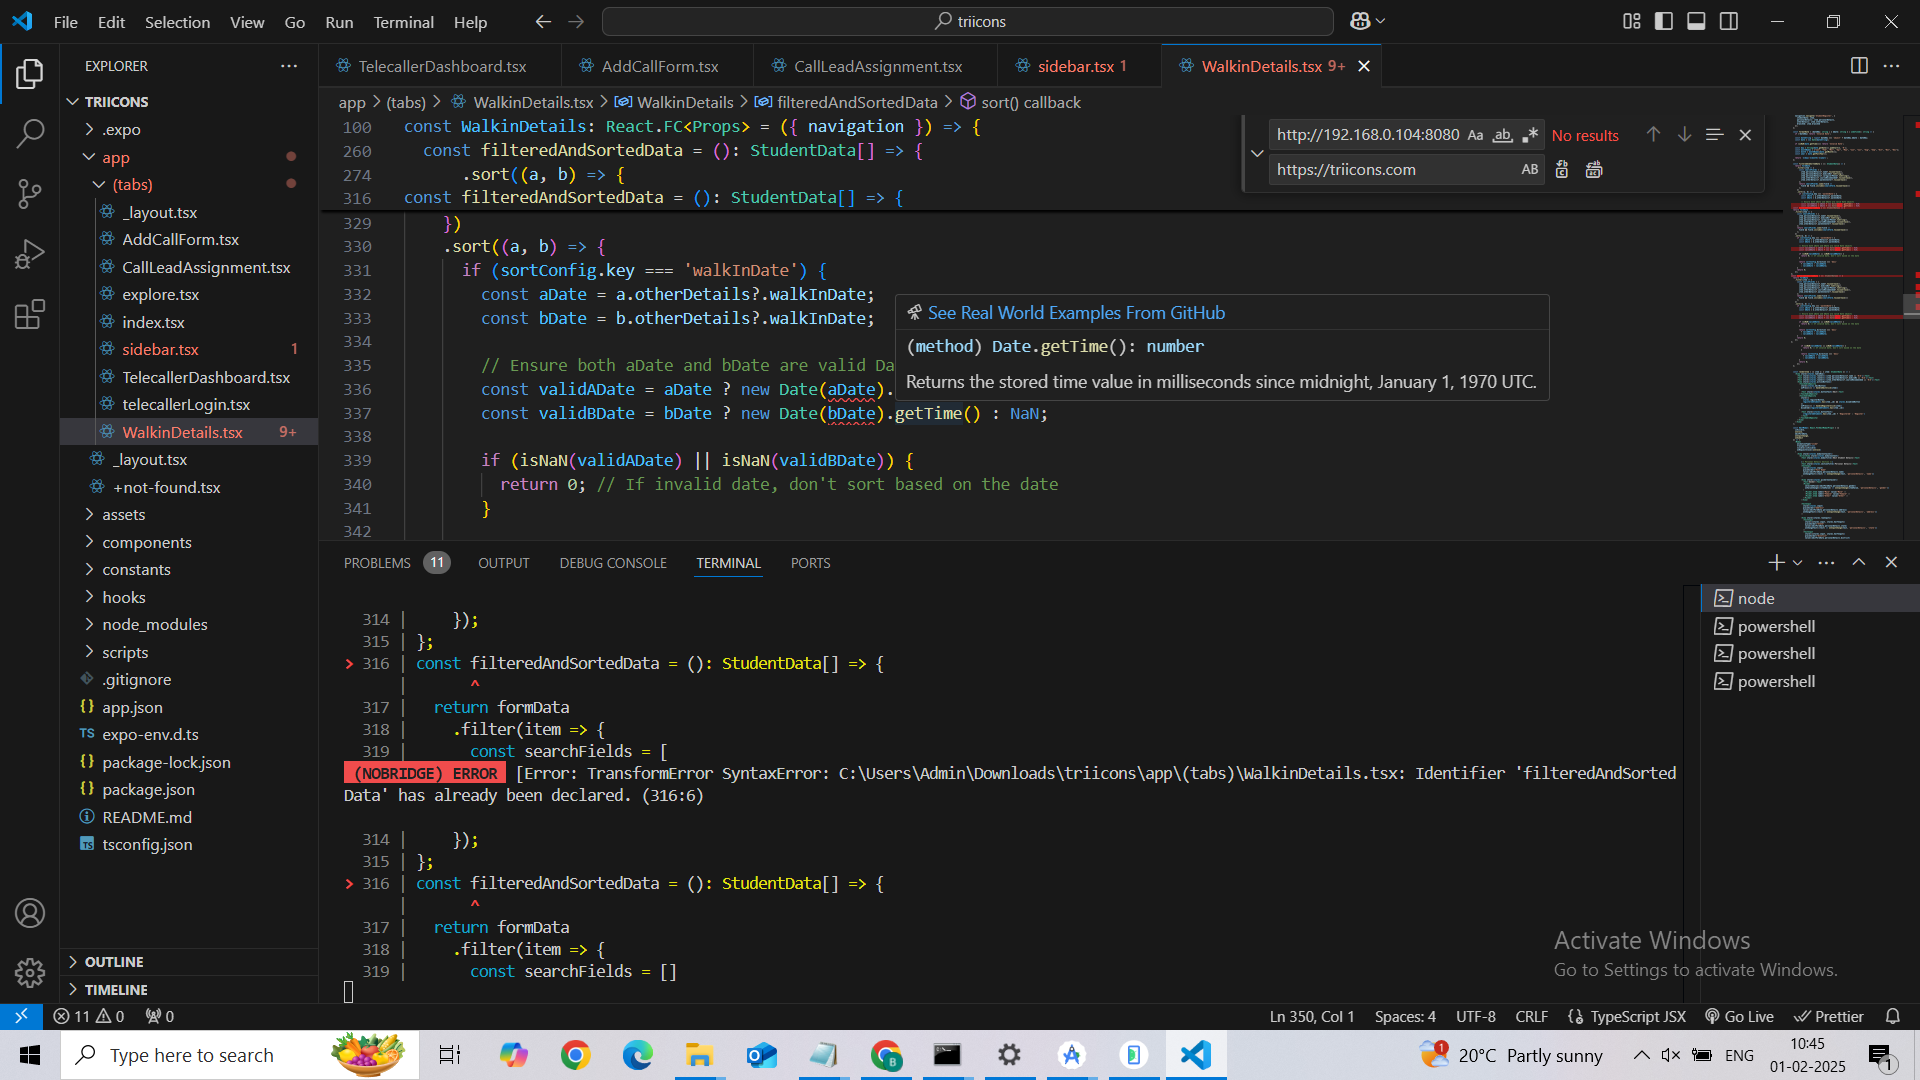 File Edit Selection View Go Run Terminal Help
triicons
EXPLORER
TRIICONS
.expo
app
(tabs)
_layout.tsx
AddCallForm.tsx
CallLeadAssignment.tsx
explore.tsx
index.tsx
sidebar.tsx 1
TelecallerDashboard.tsx
telecallerLogin.tsx
WalkinDetails.tsx 9+
_layout.tsx
+not-found.tsx
assets
components
constants
hooks
node_modules
scripts
.gitignore
app.json
expo-env.d.ts
package-lock.json
package.json
README.md
tsconfig.json
OUTLINE
TIMELINE
TelecallerDashboard.tsx AddCallForm.tsx CallLeadAssignment.tsx sidebar.tsx 1 WalkinDetails.tsx 9+
app > (tabs) > WalkinDetails.tsx > WalkinDetails > filteredAndSortedData > sort() callback
http://192.168.0.104:8080 Aa ab No results
https://triicons.com AB
100 const WalkinDetails: React.FC<Props> = ({ navigation }) => {
260 const filteredAndSortedData = (): StudentData[] => {
274 .sort((a, b) => {
316 const filteredAndSortedData = (): StudentData[] => {
329 })
330 .sort((a, b) => {
331 if (sortConfig.key === 'walkInDate') {
332 const aDate = a.otherDetails?.walkInDate;
333 const bDate = b.otherDetails?.walkInDate;
334
335 // Ensure both aDate and bDate are valid Da
336 const validADate = aDate ? new Date(aDate).
337 const validBDate = bDate ? new Date(bDate).getTime() : NaN;
338
339 if (isNaN(validADate) || isNaN(validBDate)) {
340 return 0; // If invalid date, don't sort based on the date
341 }
342
See Real World Examples From GitHub
(method) Date.getTime(): number
Returns the stored time value in milliseconds since midnight, January 1, 1970 UTC.
PROBLEMS 11 OUTPUT DEBUG CONSOLE TERMINAL PORTS
314 | });
315 | };
> 316 | const filteredAndSortedData = (): StudentData[] => {
| ^
317 | return formData
318 | .filter(item => {
319 | const searchFields = [
(NOBRIDGE) ERROR [Error: TransformError SyntaxError: C:\Users\Admin\Downloads\triicons\app\(tabs)\WalkinDetails.tsx: Identifier 'filteredAndSorted
Data' has already been declared. (316:6)
314 | });
315 | };
> 316 | const filteredAndSortedData = (): StudentData[] => {
| ^
317 | return formData
318 | .filter(item => {
319 | const searchFields = []
node
powershell
powershell
powershell
Activate Windows
Go to Settings to activate Windows.
11 0 0 Ln 350, Col 1 Spaces: 4 UTF-8 CRLF {} TypeScript JSX Go Live Prettier
Type here to search
20°C Partly sunny ENG
10:45
01-02-2025
1